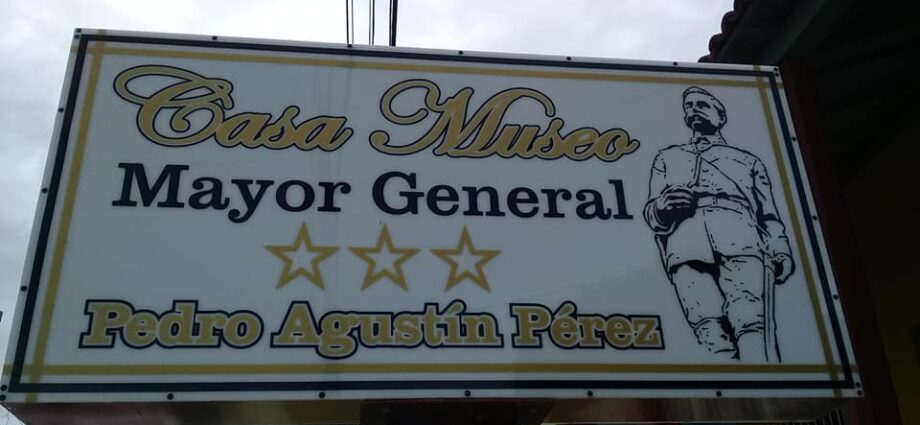 Casa Museo
Mayor General
Pedro Agustín Pérez